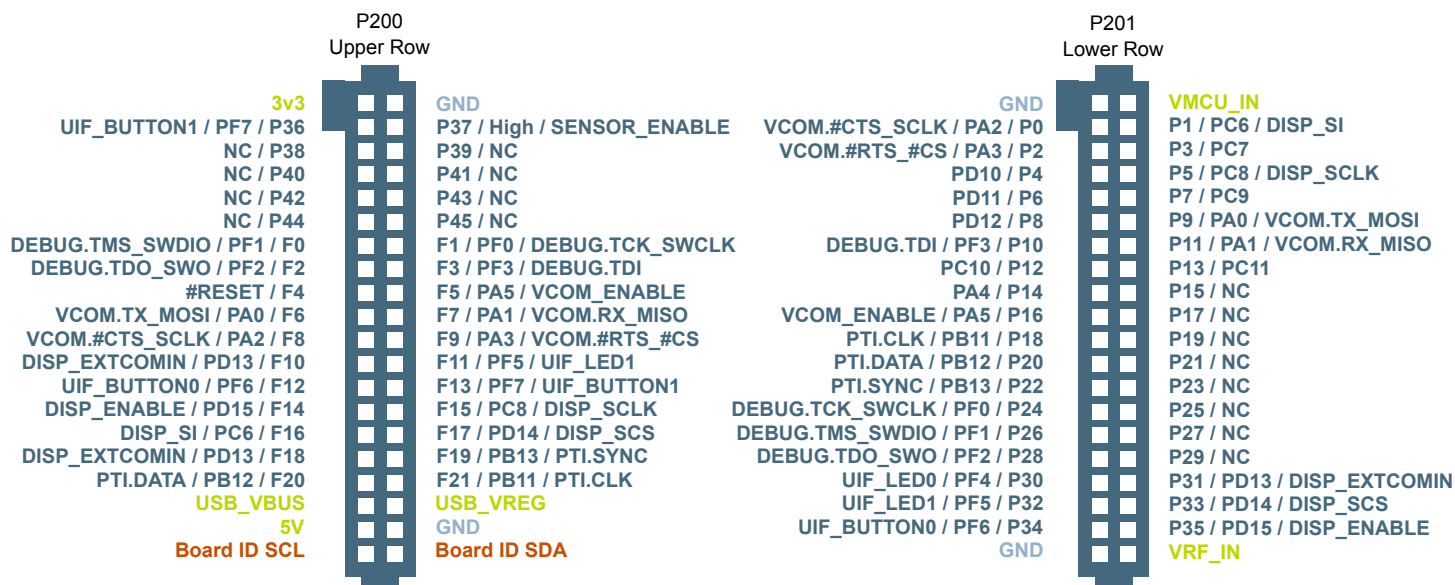 P200
Upper Row
3v3 GND
UIF_BUTTON1 / PF7 / P36 P37 / High / SENSOR_ENABLE
NC / P38 P39 / NC
NC / P40 P41 / NC
NC / P42 P43 / NC
NC / P44 P45 / NC
DEBUG.TMS_SWDIO / PF1 / F0 F1 / PF0 / DEBUG.TCK_SWCLK
DEBUG.TDO_SWO / PF2 / F2 F3 / PF3 / DEBUG.TDI
#RESET / F4 F5 / PA5 / VCOM_ENABLE
VCOM.TX_MOSI / PA0 / F6 F7 / PA1 / VCOM.RX_MISO
VCOM.#CTS_SCLK / PA2 / F8 F9 / PA3 / VCOM.#RTS_#CS
DISP_EXTCOMIN / PD13 / F10 F11 / PF5 / UIF_LED1
UIF_BUTTON0 / PF6 / F12 F13 / PF7 / UIF_BUTTON1
DISP_ENABLE / PD15 / F14 F15 / PC8 / DISP_SCLK
DISP_SI / PC6 / F16 F17 / PD14 / DISP_SCS
DISP_EXTCOMIN / PD13 / F18 F19 / PB13 / PTI.SYNC
PTI.DATA / PB12 / F20 F21 / PB11 / PTI.CLK
USB_VBUS USB_VREG
5V GND
Board ID SCL Board ID SDA
P201
Lower Row
GND VMCU_IN
VCOM.#CTS_SCLK / PA2 / P0 P1 / PC6 / DISP_SI
VCOM.#RTS_#CS / PA3 / P2 P3 / PC7
PD10 / P4 P5 / PC8 / DISP_SCLK
PD11 / P6 P7 / PC9
PD12 / P8 P9 / PA0 / VCOM.TX_MOSI
DEBUG.TDI / PF3 / P10 P11 / PA1 / VCOM.RX_MISO
PC10 / P12 P13 / PC11
PA4 / P14 P15 / NC
VCOM_ENABLE / PA5 / P16 P17 / NC
PTI.CLK / PB11 / P18 P19 / NC
PTI.DATA / PB12 / P20 P21 / NC
PTI.SYNC / PB13 / P22 P23 / NC
DEBUG.TCK_SWCLK / PF0 / P24 P25 / NC
DEBUG.TMS_SWDIO / PF1 / P26 P27 / NC
DEBUG.TDO_SWO / PF2 / P28 P29 / NC
UIF_LED0 / PF4 / P30 P31 / PD13 / DISP_EXTCOMIN
UIF_LED1 / PF5 / P32 P33 / PD14 / DISP_SCS
UIF_BUTTON0 / PF6 / P34 P35 / PD15 / DISP_ENABLE
GND VRF_IN